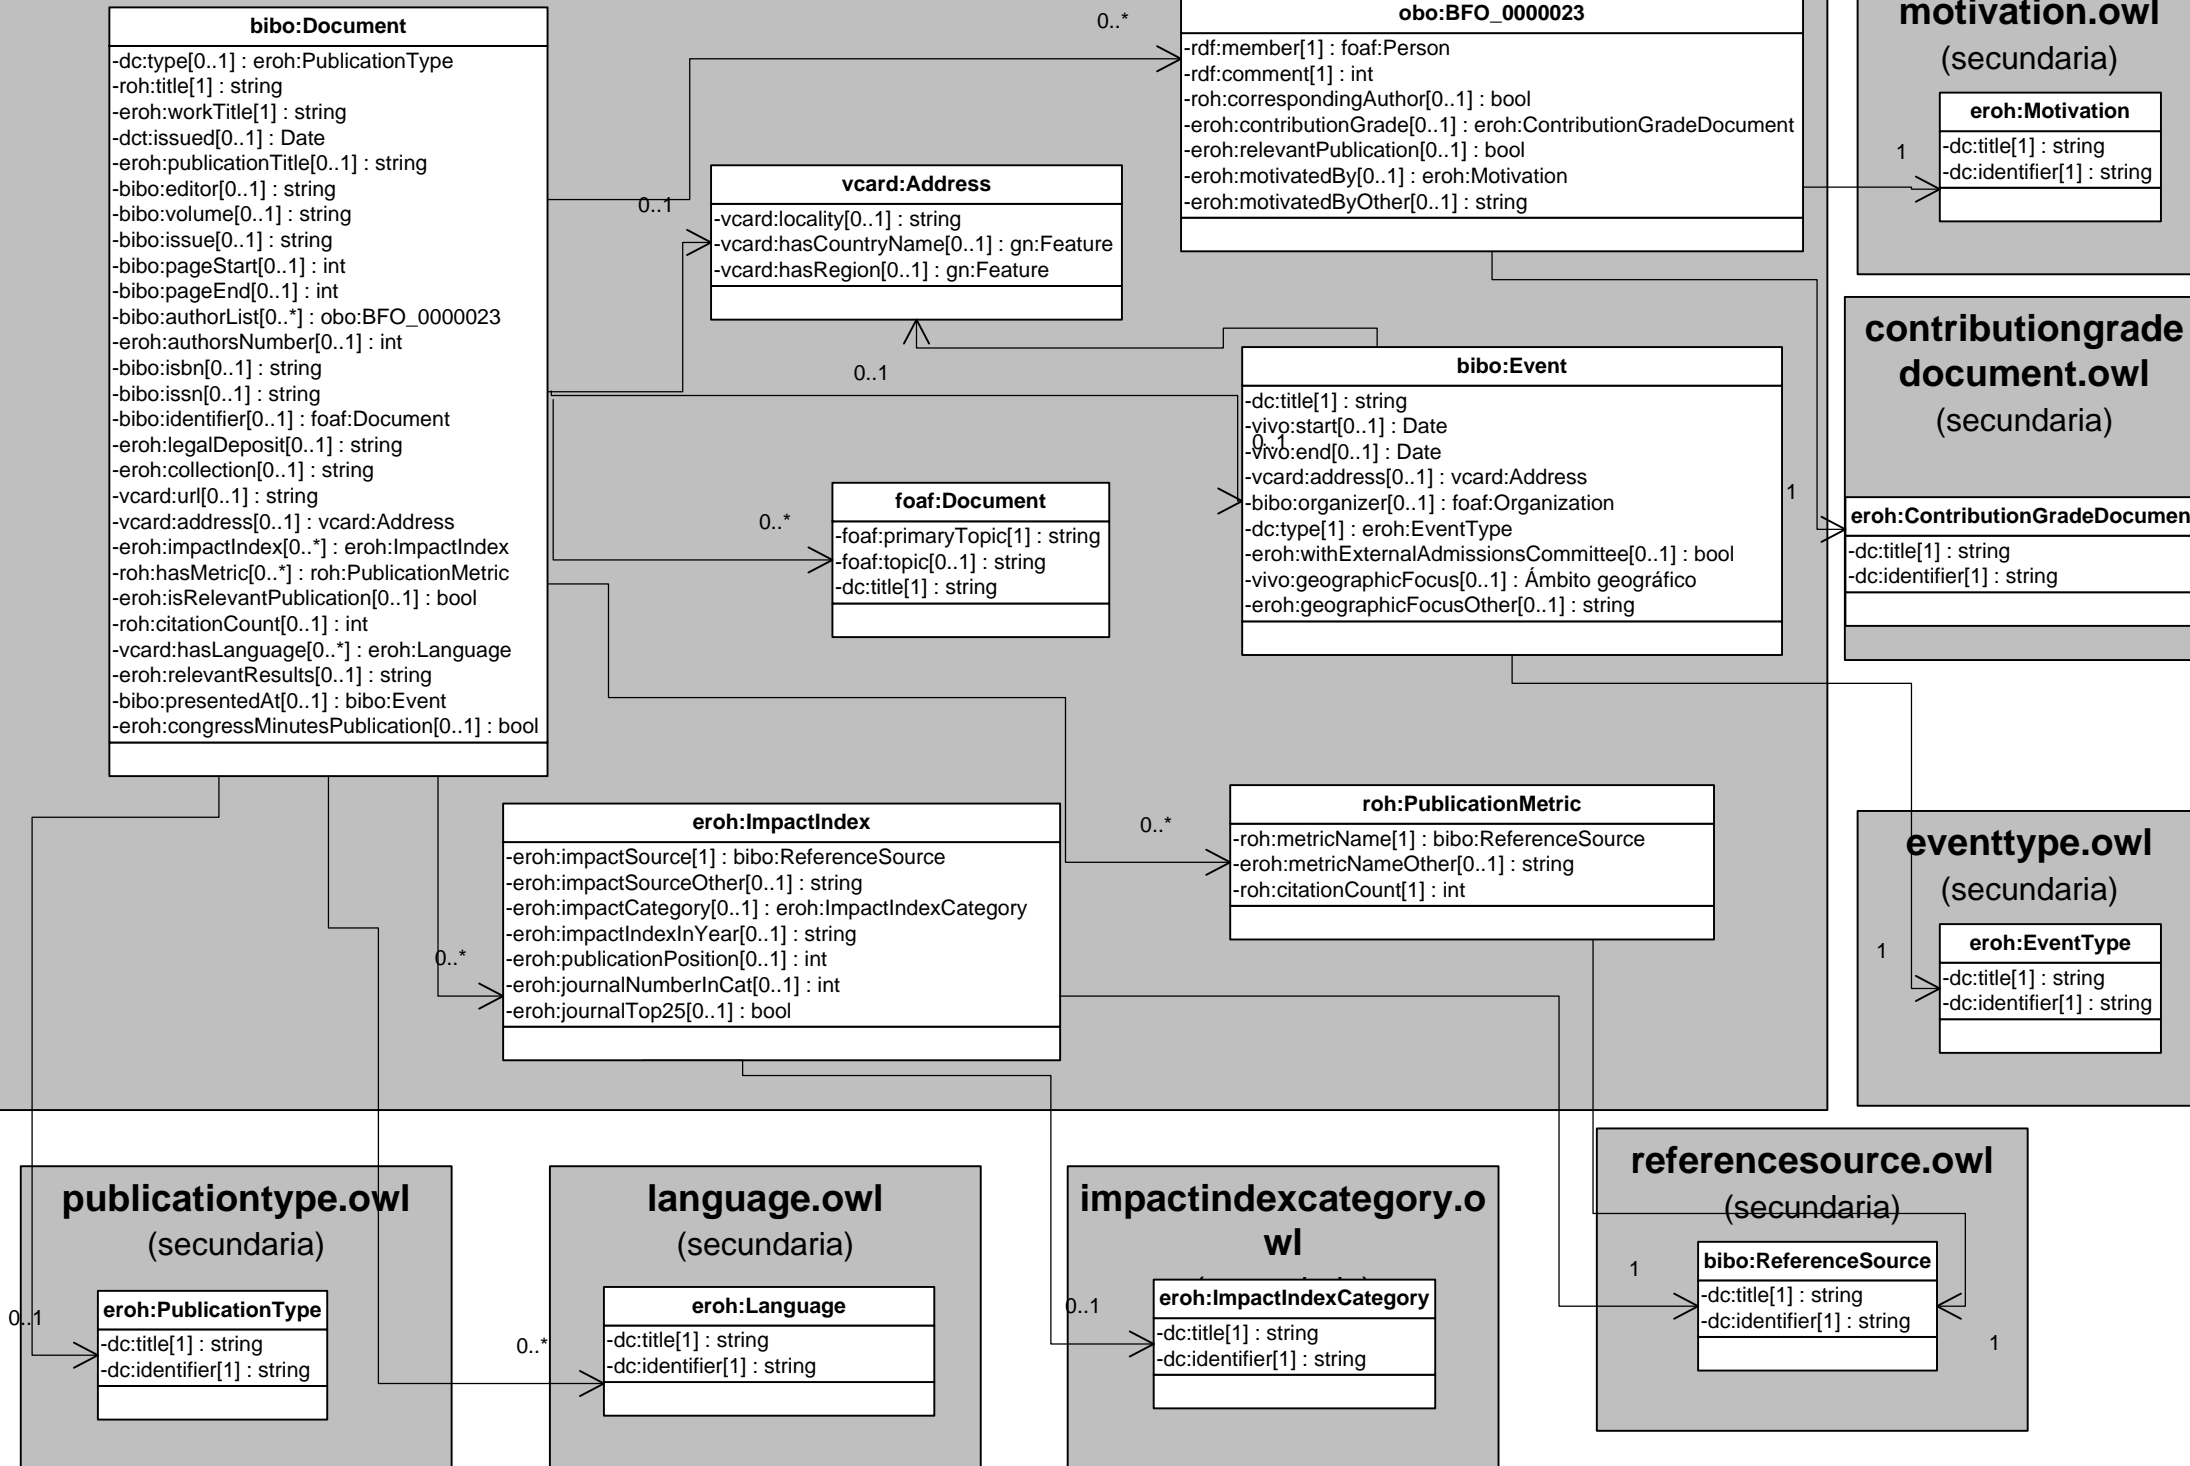 bibo:Document
-dc:type[0..1] : eroh:PublicationType
-roh:title[1] : string
-eroh:workTitle[1] : string
-dct:issued[0..1] : Date
-eroh:publicationTitle[0..1] : string
-bibo:editor[0..1] : string
-bibo:volume[0..1] : string
-bibo:issue[0..1] : string
-bibo:pageStart[0..1] : int
-bibo:pageEnd[0..1] : int
-bibo:authorList[0..*] : obo:BFO_0000023
-eroh:authorsNumber[0..1] : int
-bibo:isbn[0..1] : string
-bibo:issn[0..1] : string
-bibo:identifier[0..1] : foaf:Document
-eroh:legalDeposit[0..1] : string
-eroh:collection[0..1] : string
-vcard:url[0..1] : string
-vcard:address[0..1] : vcard:Address
-eroh:impactIndex[0..*] : eroh:ImpactIndex
-roh:hasMetric[0..*] : roh:PublicationMetric
-eroh:isRelevantPublication[0..1] : bool
-roh:citationCount[0..1] : int
-vcard:hasLanguage[0..*] : eroh:Language
-eroh:relevantResults[0..1] : string
-bibo:presentedAt[0..1] : bibo:Event
-eroh:congressMinutesPublication[0..1] : bool
0..*
obo:BFO_0000023
-rdf:member[1] : foaf:Person
-rdf:comment[1] : int
-roh:correspondingAuthor[0..1] : bool
-eroh:contributionGrade[0..1] : eroh:ContributionGradeDocument
-eroh:relevantPublication[0..1] : bool
-eroh:motivatedBy[0..1] : eroh:Motivation
-eroh:motivatedByOther[0..1] : string
motivation.owl
(secundaria)
1
eroh:Motivation
-dc:title[1] : string
-dc:identifier[1] : string
0..1
vcard:Address
-vcard:locality[0..1] : string
-vcard:hasCountryName[0..1] : gn:Feature
-vcard:hasRegion[0..1] : gn:Feature
0..1
bibo:Event
-dc:title[1] : string
-vivo:start[0..1] : Date
0..1
-vivo:end[0..1] : Date
-vcard:address[0..1] : vcard:Address
-bibo:organizer[0..1] : foaf:Organization
-dc:type[1] : eroh:EventType
-eroh:withExternalAdmissionsCommittee[0..1] : bool
-vivo:geographicFocus[0..1] : Ámbito geográfico
-eroh:geographicFocusOther[0..1] : string
contributiongrade
document.owl
(secundaria)
1
eroh:ContributionGradeDocumen
-dc:title[1] : string
-dc:identifier[1] : string
0..*
foaf:Document
-foaf:primaryTopic[1] : string
-foaf:topic[0..1] : string
-dc:title[1] : string
0..*
eroh:ImpactIndex
-eroh:impactSource[1] : bibo:ReferenceSource
-eroh:impactSourceOther[0..1] : string
-eroh:impactCategory[0..1] : eroh:ImpactIndexCategory
-eroh:impactIndexInYear[0..1] : string
-eroh:publicationPosition[0..1] : int
-eroh:journalNumberInCat[0..1] : int
-eroh:journalTop25[0..1] : bool
0..*
roh:PublicationMetric
-roh:metricName[1] : bibo:ReferenceSource
-eroh:metricNameOther[0..1] : string
-roh:citationCount[1] : int
eventtype.owl
(secundaria)
1
eroh:EventType
-dc:title[1] : string
-dc:identifier[1] : string
publicationtype.owl
(secundaria)
0..1
eroh:PublicationType
-dc:title[1] : string
-dc:identifier[1] : string
language.owl
(secundaria)
0..*
eroh:Language
-dc:title[1] : string
-dc:identifier[1] : string
impactindexcategory.o
wl
0..1
eroh:ImpactIndexCategory
-dc:title[1] : string
-dc:identifier[1] : string
referencesource.owl
(secundaria)
1
bibo:ReferenceSource
-dc:title[1] : string
-dc:identifier[1] : string
1